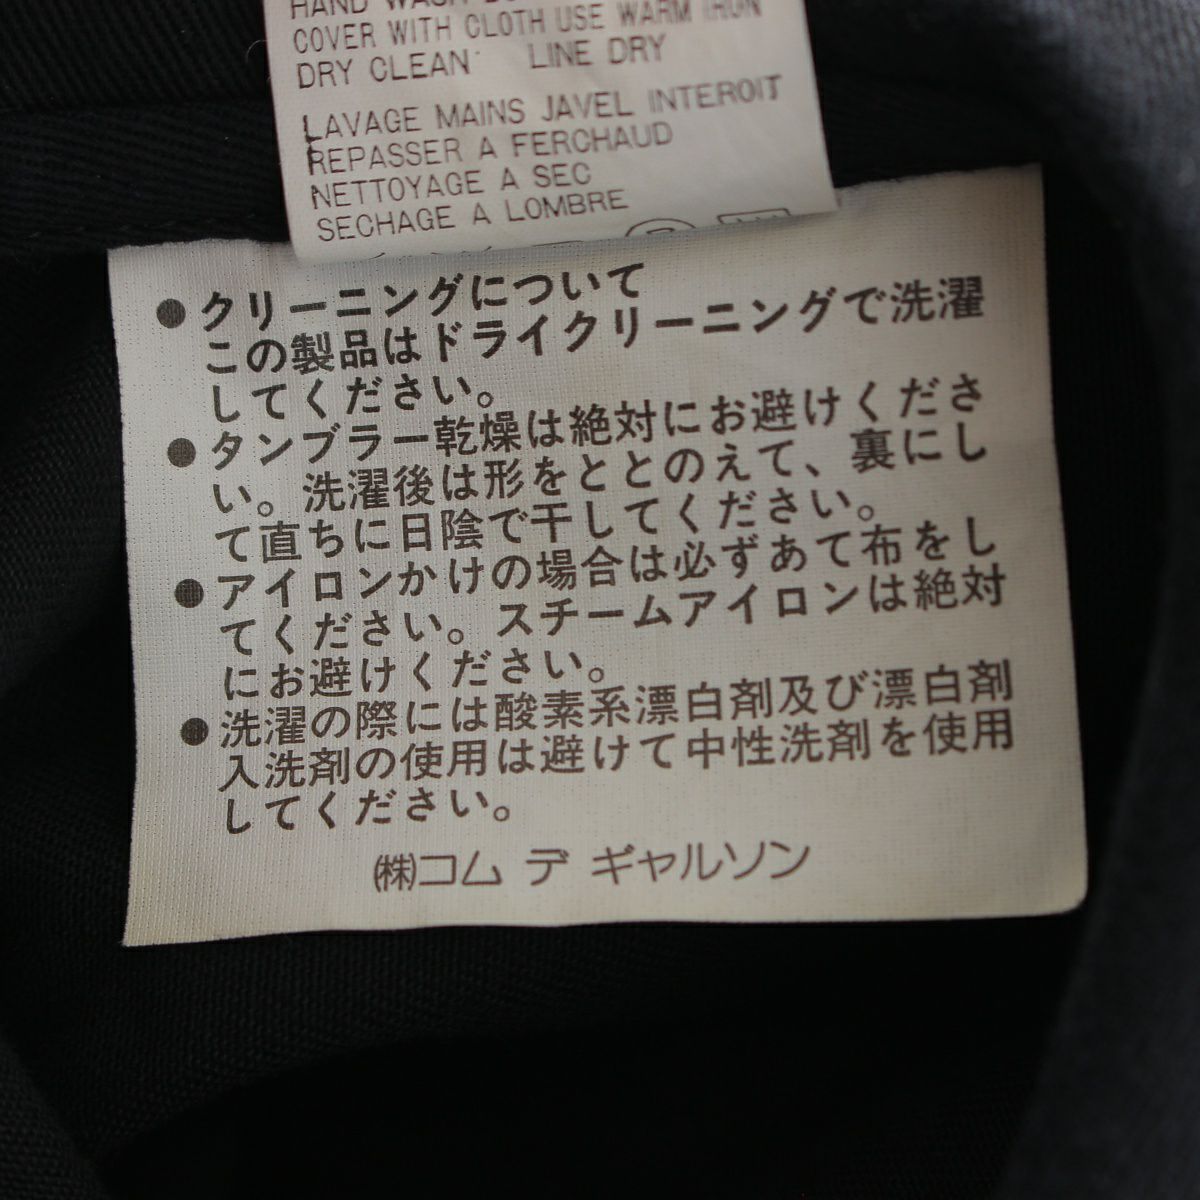 HAND WASH
COVER WITH CLOTH USE WARM IRON
DRY CLEAN LINE DRY
LAVAGE MAINS JAVEL INTEROIT
REPASSER A FERCHAUD
NETTOYAGE A SEC
SECHAGE A LOMBRE
●クリーニングについて
この製品はドライクリーニングで洗濯
してください。
●タンブラー乾燥は絶対にお避けくださ
い。洗濯後は形をととのえて、裏にし
て直ちに日陰で干してください。
●アイロンかけの場合は必ずあて布をし
てください。スチームアイロンは絶対
にお避けください。
●洗濯の際には酸素系漂白剤及び漂白剤
入洗剤の使用は避けて中性洗剤を使用
してください。
㈱コム デ ギャルソン